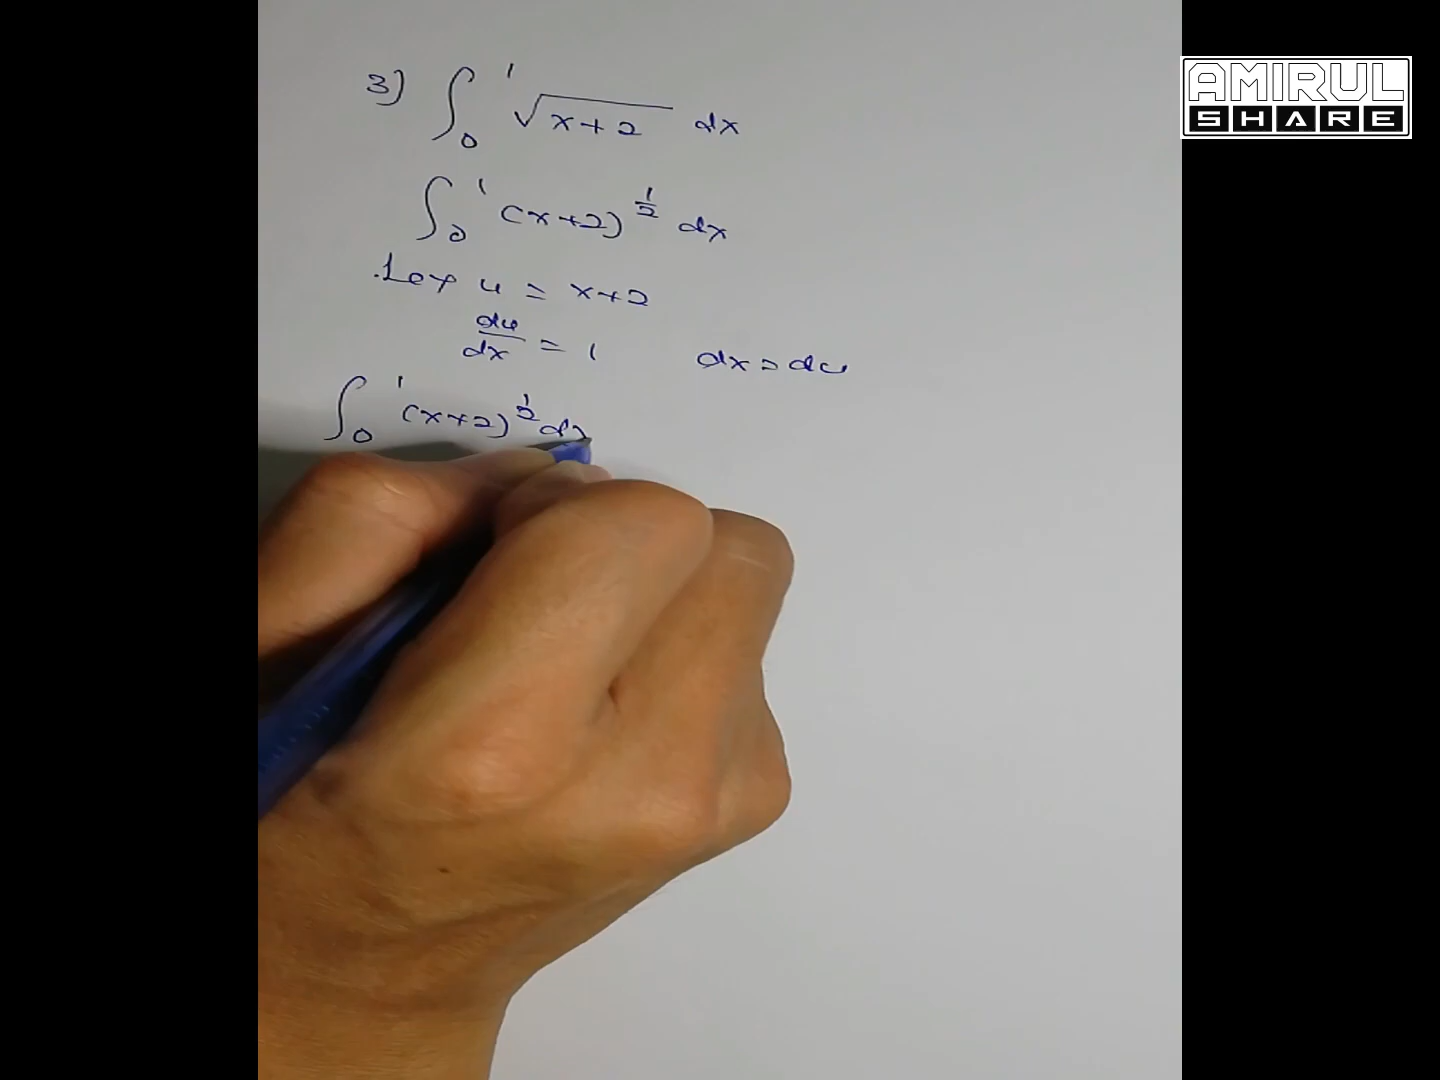 3) ∫₀¹ √(x+2) dx
∫₀¹ (x+2)^(1/2) dx
Let u = x+2
du/dx = 1 dx = du
∫₀¹ (x+2)^(1/2) dx
AMIRUL
SHARE